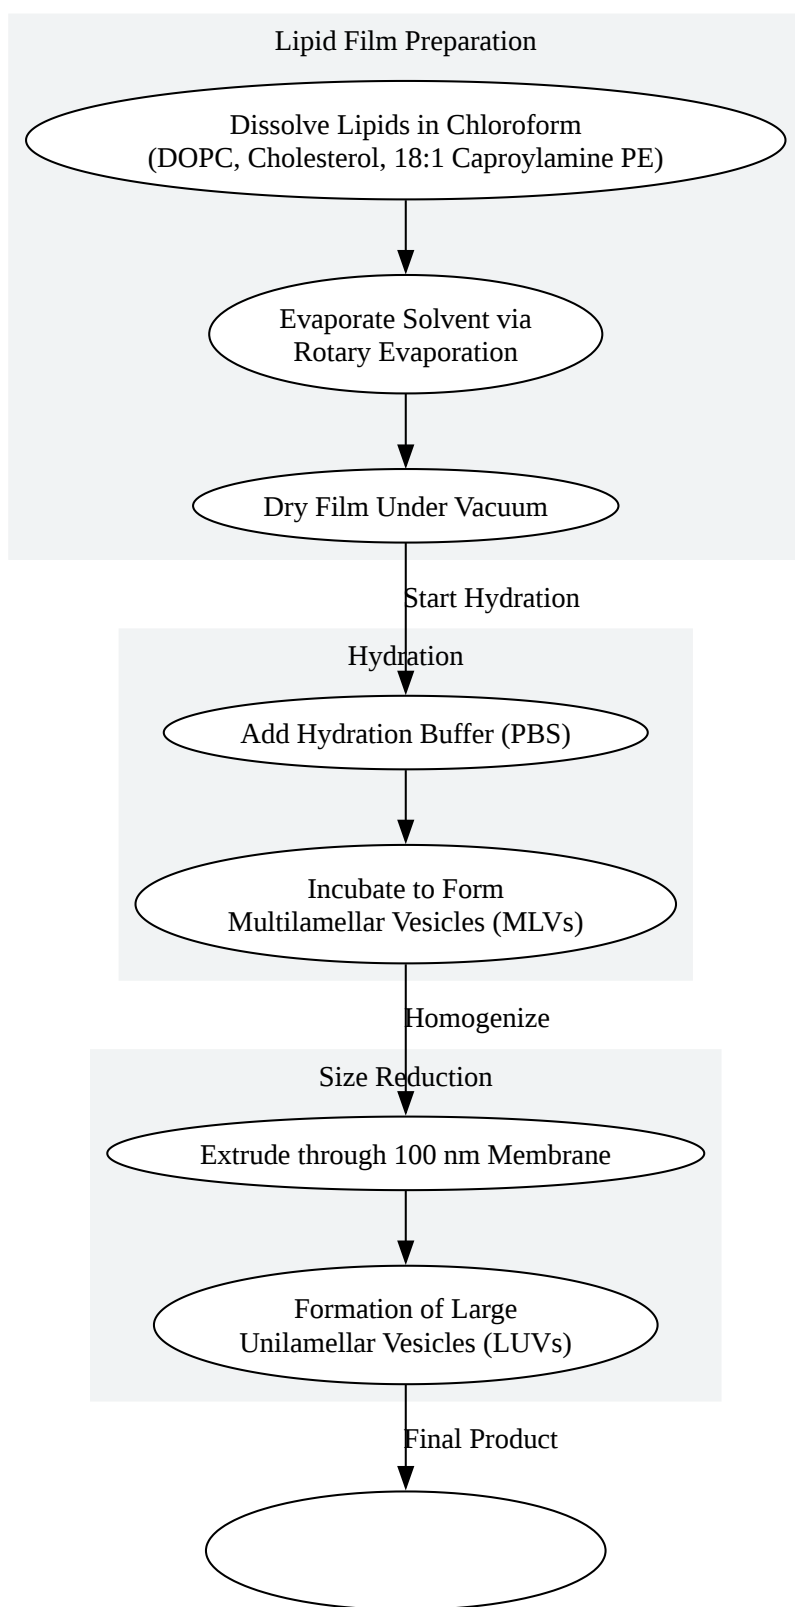 Lipid Film Preparation
Dissolve Lipids in Chloroform
(DOPC, Cholesterol, 18:1 Caproylamine PE)
Evaporate Solvent via
Rotary Evaporation
Dry Film Under Vacuum
Start Hydration
Hydration
Add Hydration Buffer (PBS)
Incubate to Form
Multilamellar Vesicles (MLVs)
Homogenize
Size Reduction
Extrude through 100 nm Membrane
Formation of Large
Unilamellar Vesicles (LUVs)
Final Product